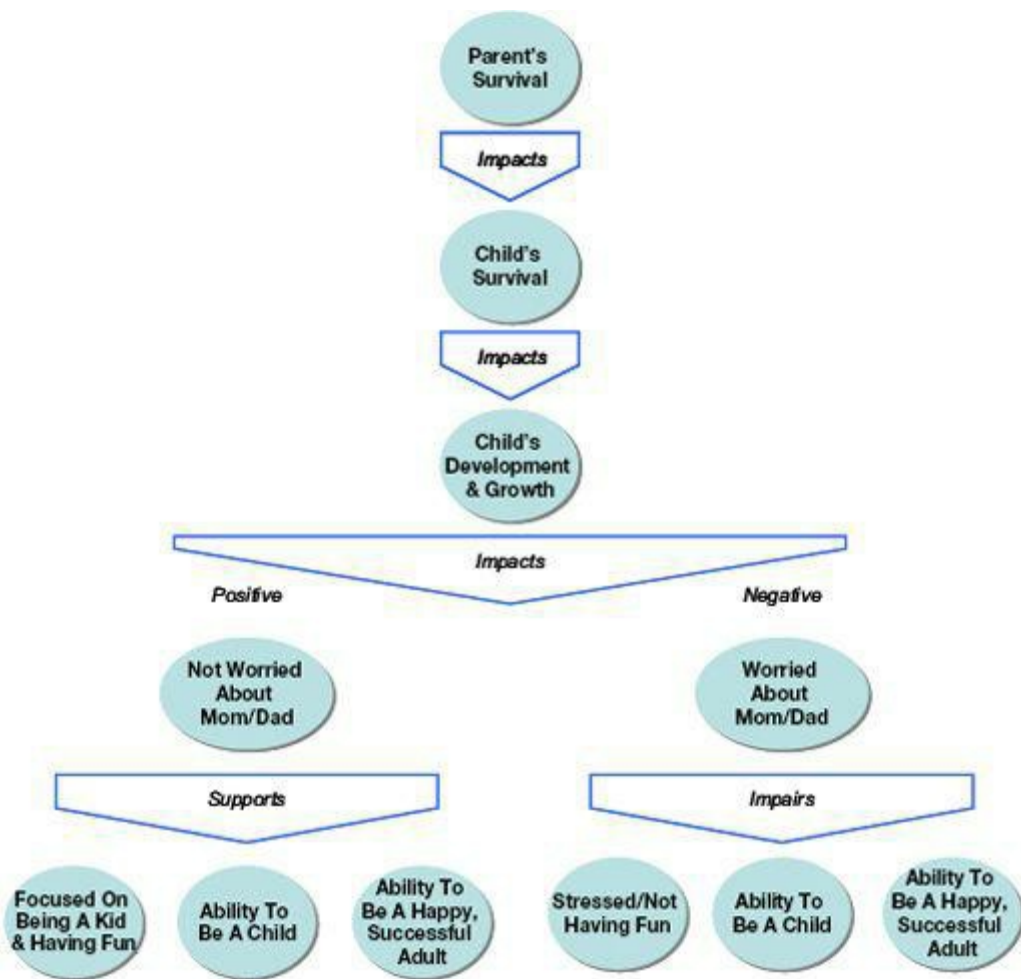 Parent's
Survival
Impacts
Child's
Survival
Impacts
Child's
Development
& Growth
Impacts
Positive
Negative
Not Worried
About
Mom/Dad
Worried
About
Mom/Dad
Supports
Impairs
Focused On
Being A Kid
& Having Fun
Ability To
Be A Child
Ability To
Be A Happy,
Successful
Adult
Stressed/Not
Having Fun
Ability To
Be A Child
Ability To
Be A Happy,
Successful
Adult